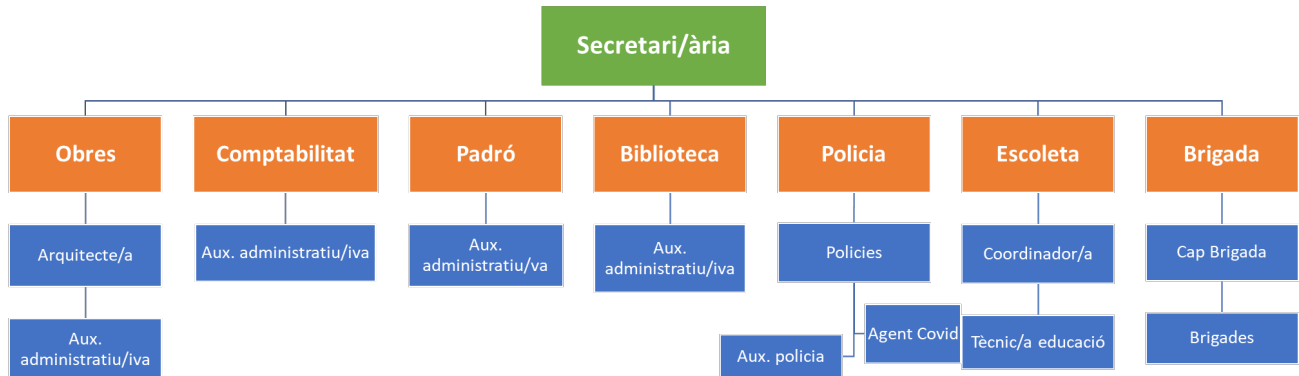 Secretari/ària
Obres
Comptabilitat
Padró
Biblioteca
Policia
Escoleta
Brigada
Arquitecte/a
Aux. administratiu/iva
Aux.
administratiu/va
Aux.
administratiu/iva
Policies
Coordinador/a
Cap Brigada
Aux.
administratiu/iva
Aux. policia
Agent Covid
Tècnic/a educació
Brigades